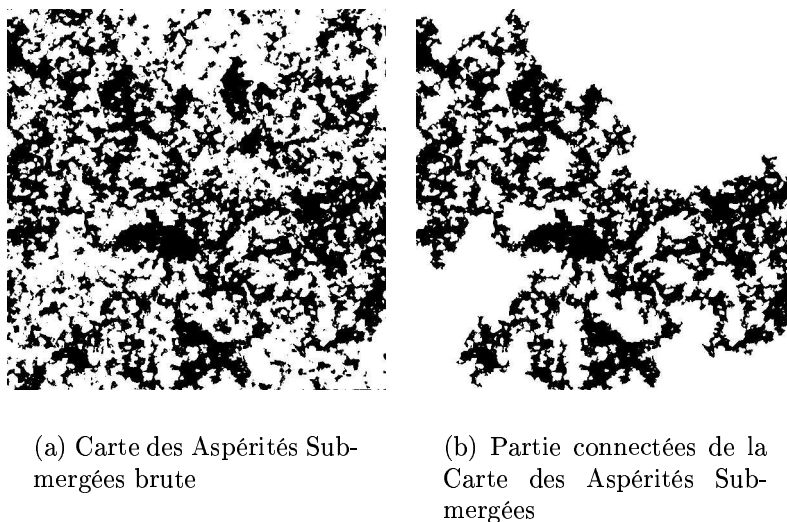 (a) Carte des Aspérités Sub-
mergées brute
(b) Partie connectées de la
Carte des Aspérités Sub-
mergées